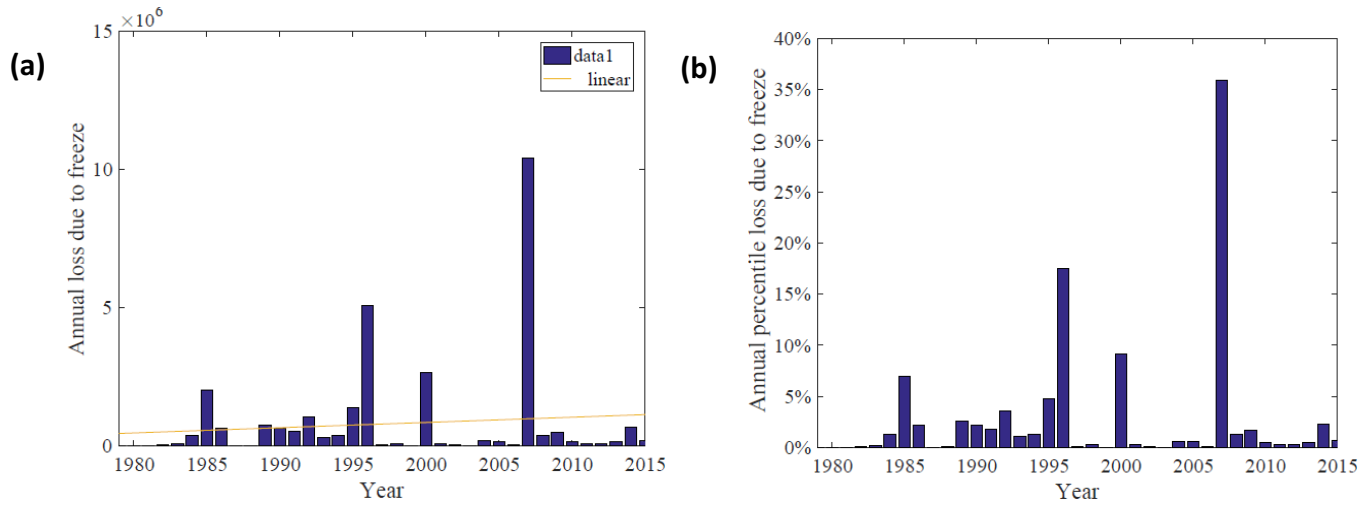 (a)
×10⁶
Annual loss due to freeze
15
10
5
0
data1
linear
1980 1985 1990 1995 2000 2005 2010 2015
Year
(b)
Annual percentile loss due to freeze
40%
35%
30%
25%
20%
15%
10%
5%
0%
1980 1985 1990 1995 2000 2005 2010 2015
Year